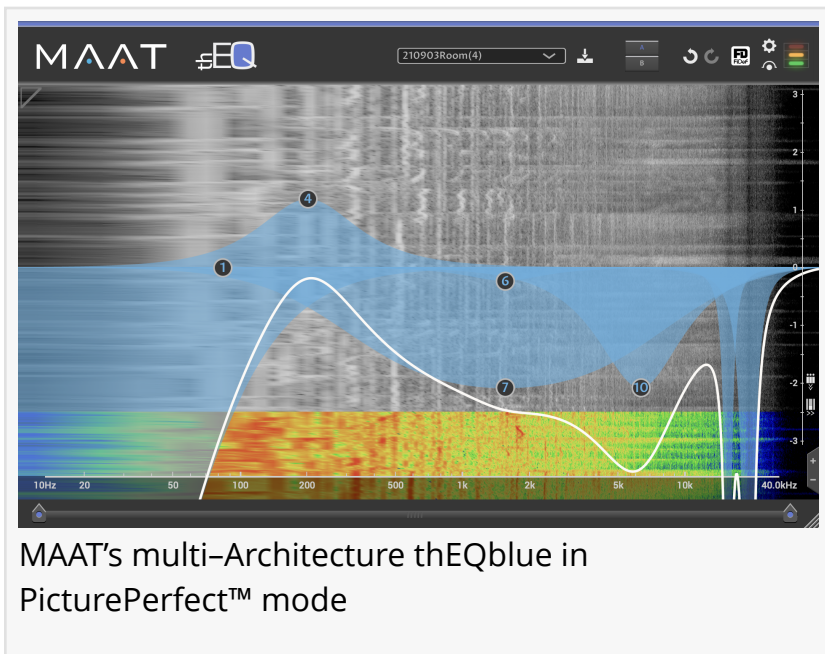 MAAT thEQ
210903Room(4)
A
B
FD
FiDef
3
2
1
0
-1
-2
-3
4
1
6
7
10
10Hz 20 50 100 200 500 1k 2k 5k 10k 40.0kHz
+
-
MAAT’s multi–Architecture thEQblue in
PicturePerfect™ mode